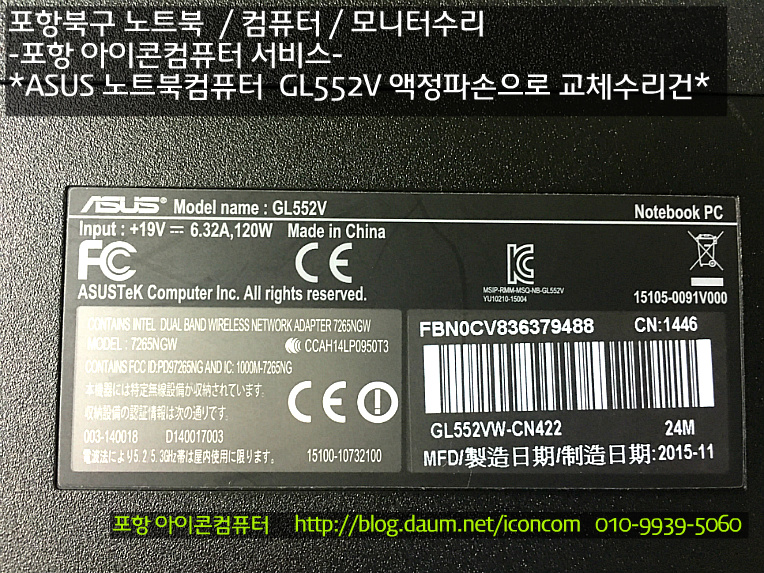 포항북구 노트북 / 컴퓨터 / 모니터수리
-포항 아이콘컴퓨터 서비스-
*ASUS 노트북컴퓨터 GL552V 액정파손으로 교체수리건*
ASUS® Model name : GL552V
Notebook PC
Input : +19V ⎓ 6.32A,120W Made in China
FC CE
ASUSTeK Computer Inc. All rights reserved.
MSIP-RMM-MSQ-NB-GL552V
YU10210-15004
15105-0091V000
CONTAINS INTEL DUAL BAND WIRELESS NETWORK ADAPTER 7265NGW
MODEL : 7265NGW
CCAH14LP0950T3
CONTAINS FCC ID:PD97265NG AND IC: 1000M-7265NG
本機器には特定無線設備が収納されています.
収納設備の認証情報は次の通りです.
CE
003-140018 D140017003
電波法により5.2 5.3GHz帯は屋内使用に限ります.
15100-10732100
FBN0CV836379488 CN:1446
GL552VW-CN422 24M
MFD/製造日期/制造日期:2015-11
포항 아이콘컴퓨터 http://blog.daum.net/iconcom 010-9939-5060